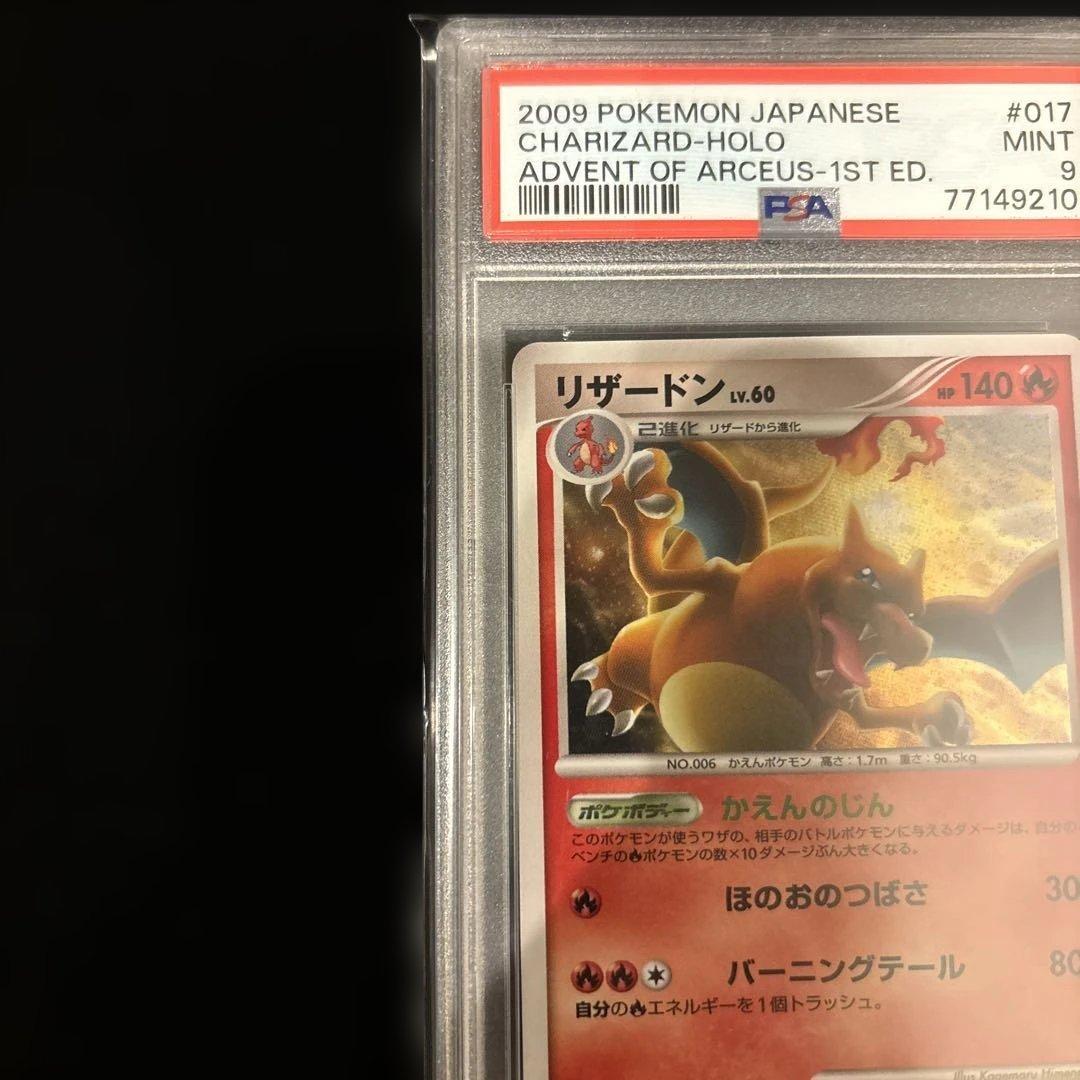 2009 POKEMON JAPANESE #017
CHARIZARD-HOLO MINT
ADVENT OF ARCEUS-1ST ED. 9
PSA 77149210
リザードン LV.60 HP 140
2進化 リザードから進化
NO.006 かえんポケモン 高さ:1.7m 重さ:90.5kg
ポケボディー かえんのじん
このポケモンが使うワザの、相手のバトルポケモンに与えるダメージは、自分の
ベンチのポケモンの数×10ダメージぶん大きくなる。
ほのおのつばさ 30
バーニングテール 80
自分のエネルギーを1個トラッシュ。
Illus. Kagemaru Himeno